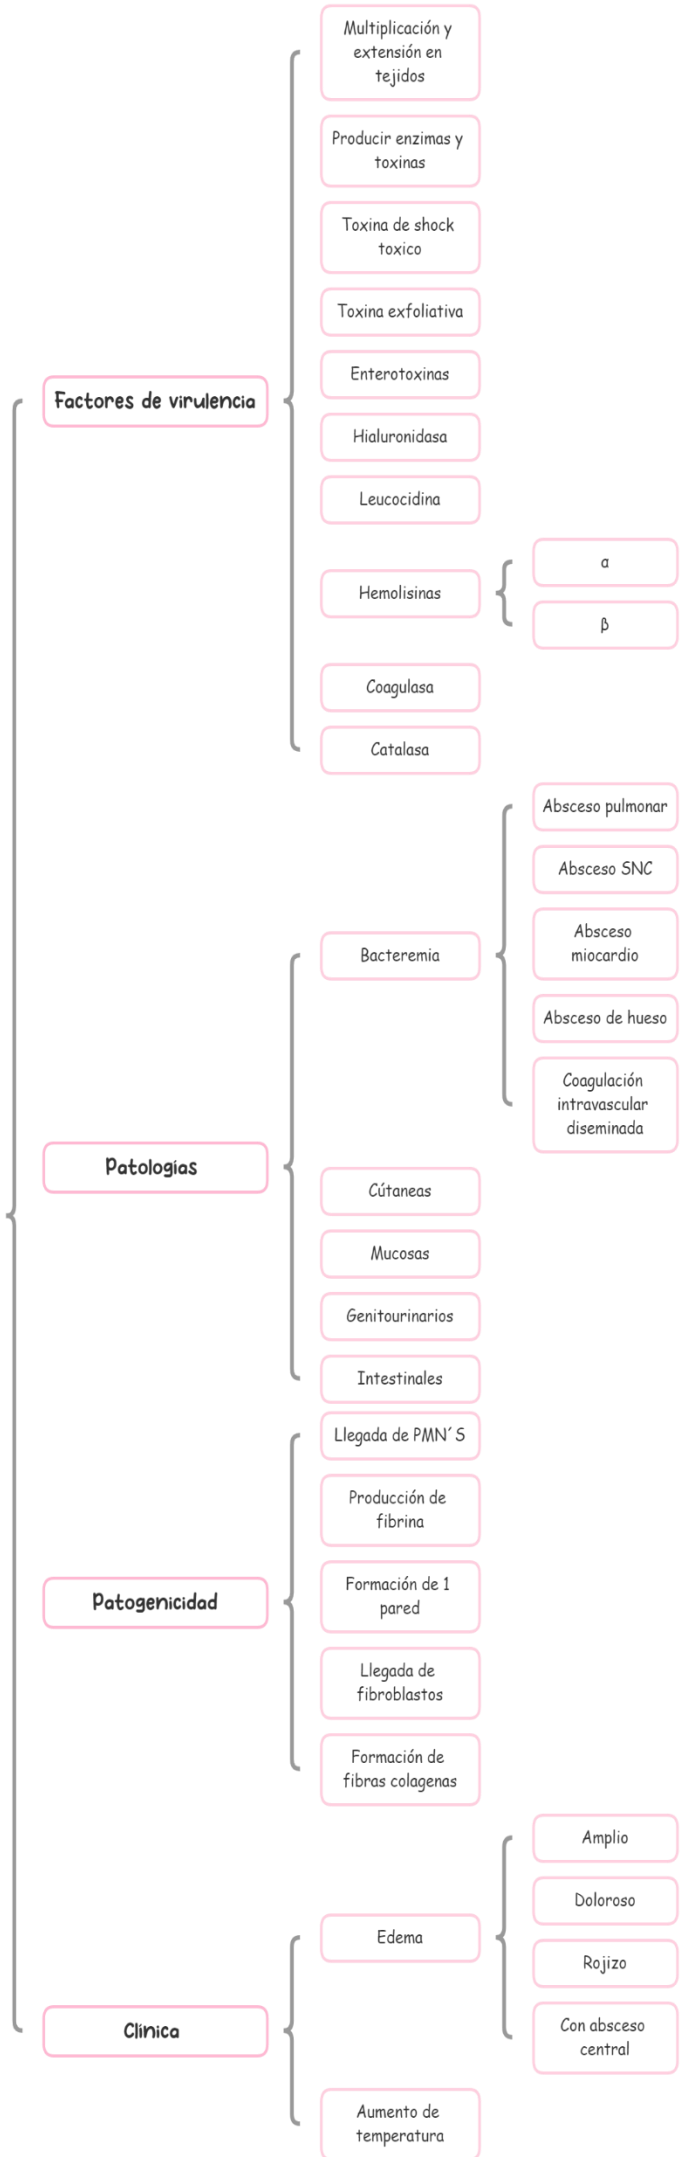 Factores de virulencia
Multiplicación y
extensión en
tejidos
Producir enzimas y
toxinas
Toxina de shock
toxico
Toxina exfoliativa
Enterotoxinas
Hialuronidasa
Leucocidina
Hemolisinas
α
β
Coagulasa
Catalasa
Patologías
Bacteremia
Absceso pulmonar
Absceso SNC
Absceso
miocardio
Absceso de hueso
Coagulación
intravascular
diseminada
Cútaneas
Mucosas
Genitourinarios
Intestinales
Patogenicidad
Llegada de PMN´S
Producción de
fibrina
Formación de 1
pared
Llegada de
fibroblastos
Formación de
fibras colagenas
Clínica
Edema
Amplio
Doloroso
Rojizo
Con absceso
central
Aumento de
temperatura